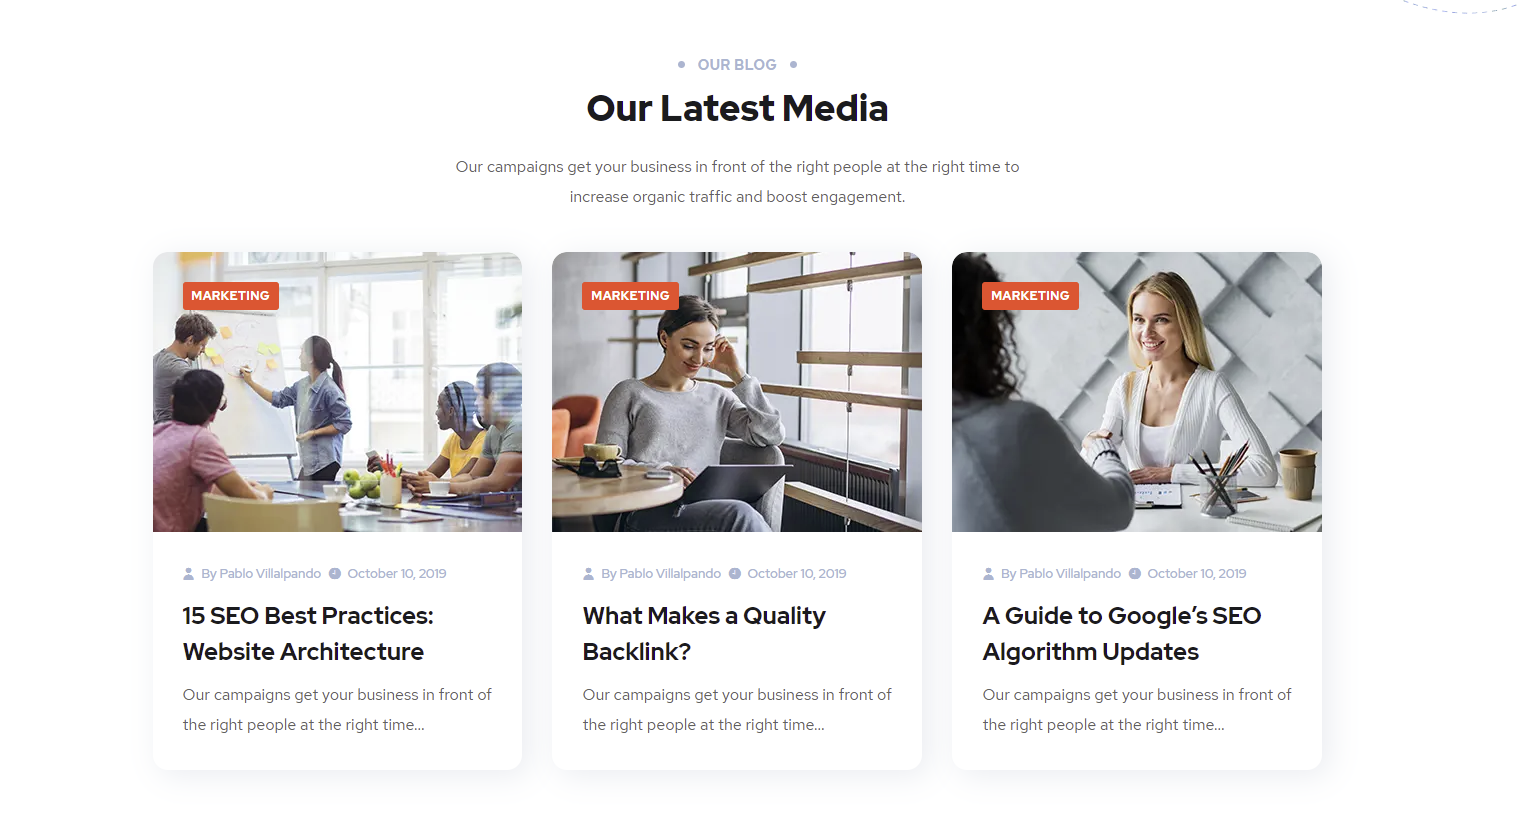 OUR BLOG
Our Latest Media
Our campaigns get your business in front of the right people at the right time to
increase organic traffic and boost engagement.
MARKETING
By Pablo Villalpando October 10, 2019
15 SEO Best Practices:
Website Architecture
Our campaigns get your business in front of
the right people at the right time...
MARKETING
By Pablo Villalpando October 10, 2019
What Makes a Quality
Backlink?
Our campaigns get your business in front of
the right people at the right time...
MARKETING
By Pablo Villalpando October 10, 2019
A Guide to Google’s SEO
Algorithm Updates
Our campaigns get your business in front of
the right people at the right time...